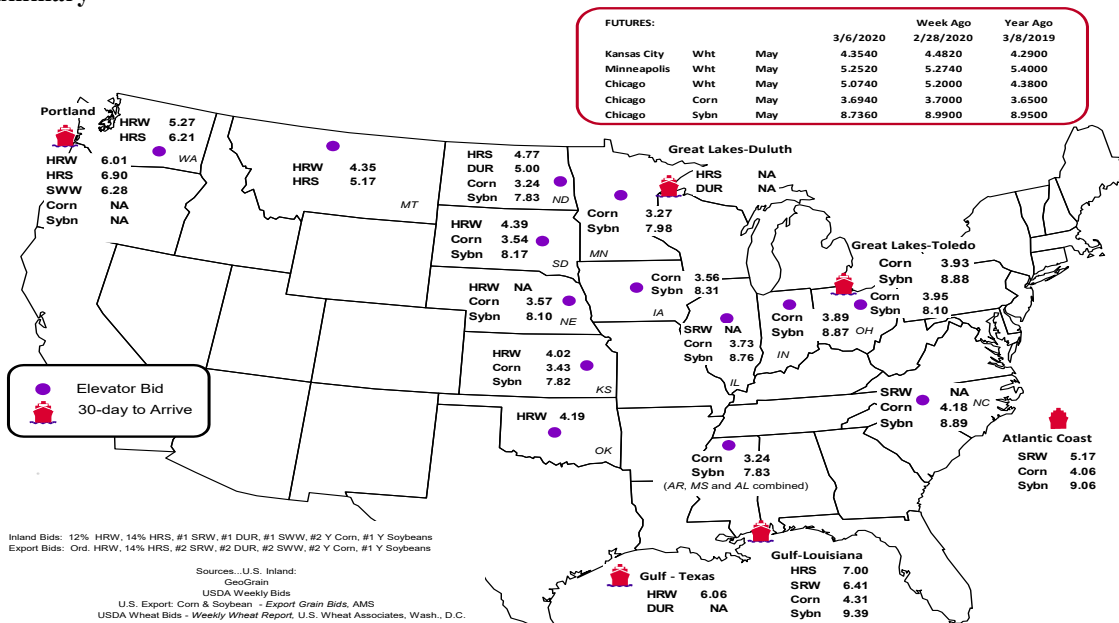 FUTURES: Week Ago Year Ago
3/6/2020 2/28/2020 3/8/2019
Kansas City Wht May 4.3540 4.4820 4.2900
Minneapolis Wht May 5.2520 5.2740 5.4000
Chicago Wht May 5.0740 5.2000 4.3800
Chicago Corn May 3.6940 3.7000 3.6500
Chicago Sybn May 8.7360 8.9900 8.9500
Portland
HRW 6.01
HRS 6.90
SWW 6.28
Corn NA
Sybn NA
HRW 5.27
HRS 6.21
WA
HRW 4.35
HRS 5.17
MT
HRS 4.77
DUR 5.00
Corn 3.24
Sybn 7.83
ND
HRW 4.39
Corn 3.54
Sybn 8.17
SD
HRW NA
Corn 3.57
Sybn 8.10
NE
HRW 4.02
Corn 3.43
Sybn 7.82
KS
HRW 4.19
OK
Great Lakes-Duluth
HRS NA
DUR NA
Corn 3.27
Sybn 7.98
MN
Corn 3.56
Sybn 8.31
IA
SRW NA
Corn 3.73
Sybn 8.76
IL
Corn 3.89
Sybn 8.87
IN
Great Lakes-Toledo
Corn 3.93
Sybn 8.88
Corn 3.95
Sybn 8.10
OH
SRW NA
Corn 4.18
Sybn 8.89
NC
Atlantic Coast
SRW 5.17
Corn 4.06
Sybn 9.06
Corn 3.24
Sybn 7.83
(AR, MS and AL combined)
Gulf-Louisiana
HRS 7.00
SRW 6.41
Corn 4.31
Sybn 9.39
Gulf - Texas
HRW 6.06
DUR NA
Elevator Bid
30-day to Arrive
Inland Bids: 12% HRW, 14% HRS, #1 SRW, #1 DUR, #1 SWW, #2 Y Corn, #1 Y Soybeans
Export Bids: Ord. HRW, 14% HRS, #2 SRW, #2 DUR, #2 SWW, #2 Y Corn, #1 Y Soybeans
Sources...U.S. Inland:
GeoGrain
USDA Weekly Bids
U.S. Export: Corn & Soybean - Export Grain Bids, AMS
USDA Wheat Bids - Weekly Wheat Report, U.S. Wheat Associates, Wash., D.C.